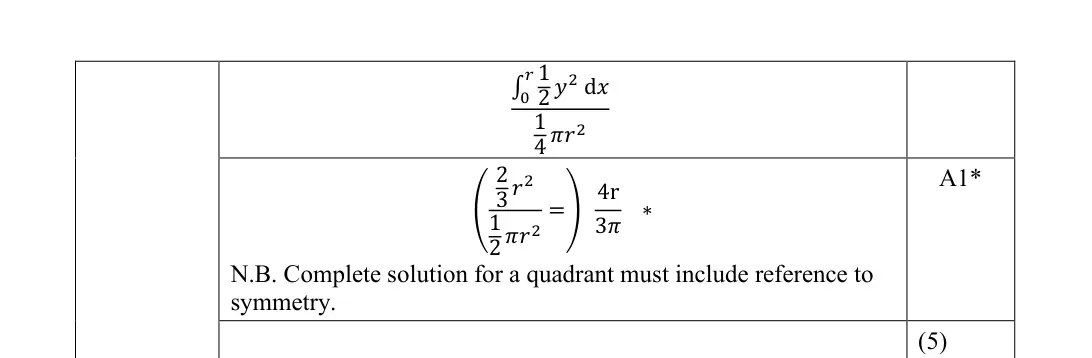 ∫₀ʳ ½y² dx / ¼πr²
(⅔r² / ½πr² =) 4r / 3π * A1*
N.B. Complete solution for a quadrant must include reference to
symmetry.
(5)